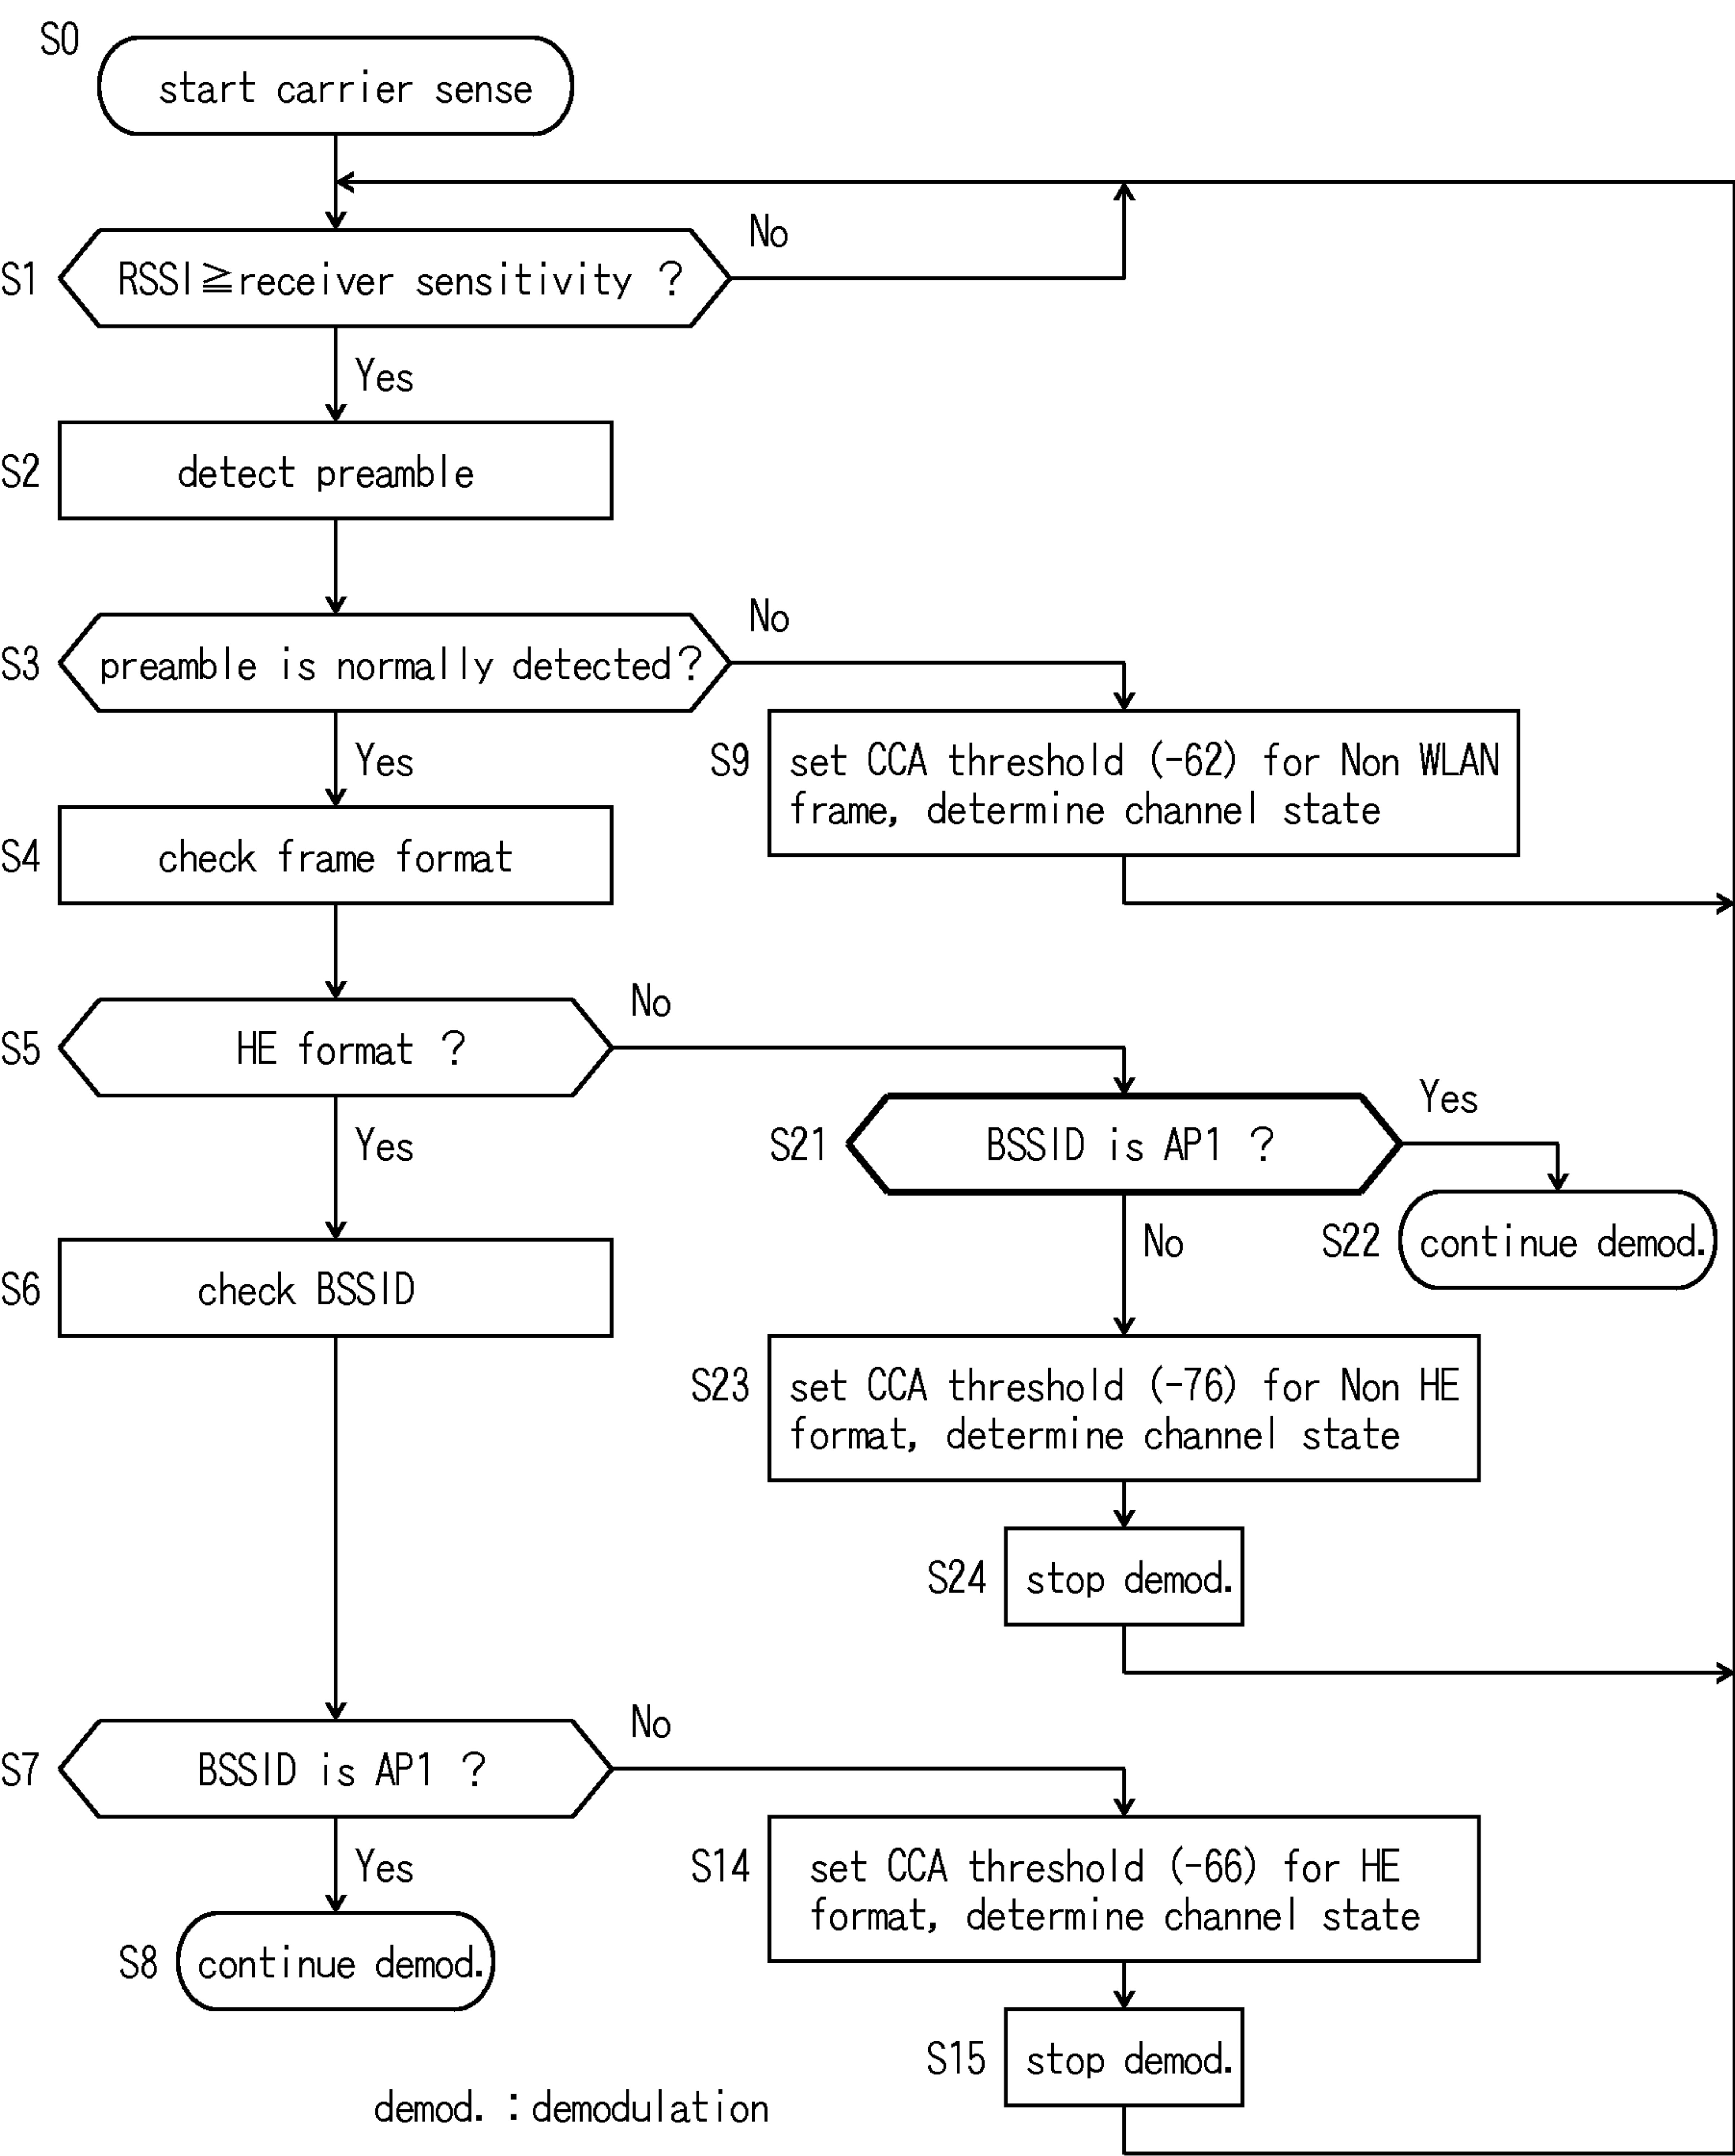 S0
start carrier sense
No
S1
RSSI≧receiver sensitivity ?
Yes
S2
detect preamble
No
S3
preamble is normally detected?
Yes
S9
set CCA threshold (-62) for Non WLAN
frame, determine channel state
S4
check frame format
No
S5
HE format ?
Yes
Yes
S21
BSSID is AP1 ?
No
S22
continue demod.
S6
check BSSID
S23
set CCA threshold (-76) for Non HE
format, determine channel state
S24
stop demod.
No
S7
BSSID is AP1 ?
Yes
S14
set CCA threshold (-66) for HE
format, determine channel state
S8
continue demod.
S15
stop demod.
demod. : demodulation